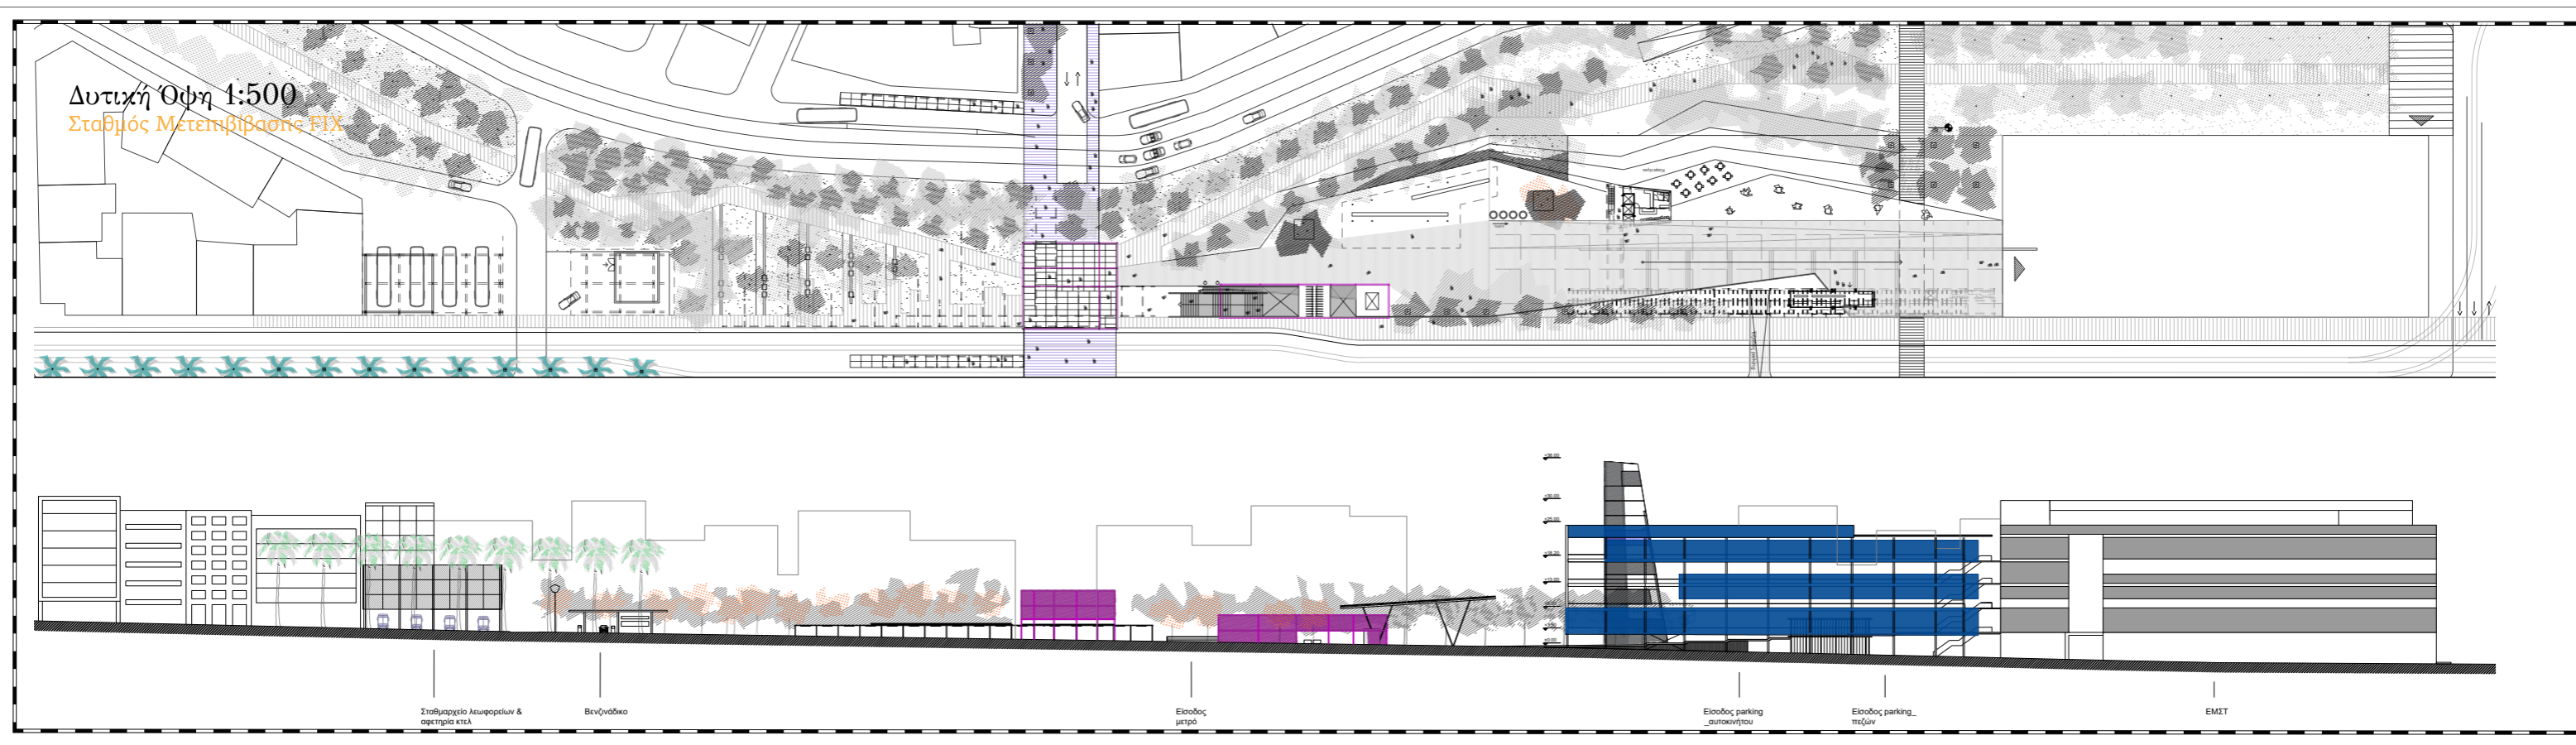 Δυτική Όψη 1:500
Σταθμός Μετεπιβίβασης FIX
Σταθμαρχείο λεωφορείων &
αφετηρία κτελ
Βενζινάδικο
Είσοδος
μετρό
Είσοδος parking
_αυτοκινήτου
Είσοδος parking_
πεζών
ΕΜΣΤ